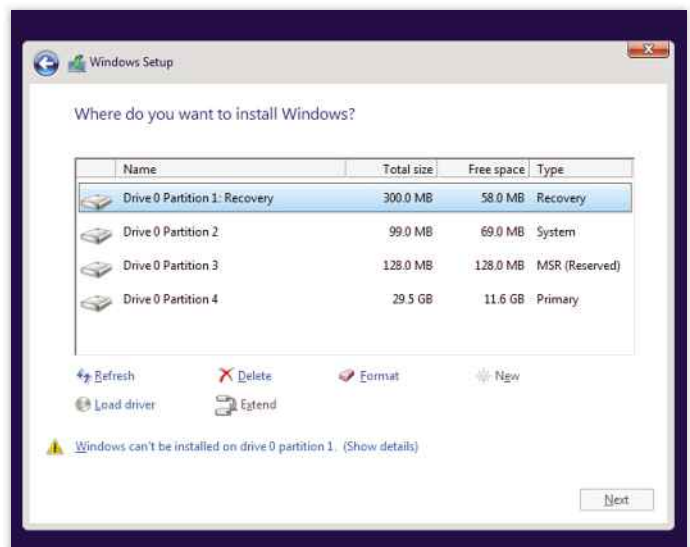 Windows Setup
Where do you want to install Windows?
Name Total size Free space Type
Drive 0 Partition 1: Recovery 300.0 MB 58.0 MB Recovery
Drive 0 Partition 2 99.0 MB 69.0 MB System
Drive 0 Partition 3 128.0 MB 128.0 MB MSR (Reserved)
Drive 0 Partition 4 29.5 GB 11.6 GB Primary
Refresh Delete Format New
Load driver Extend
Windows can't be installed on drive 0 partition 1. (Show details)
Next